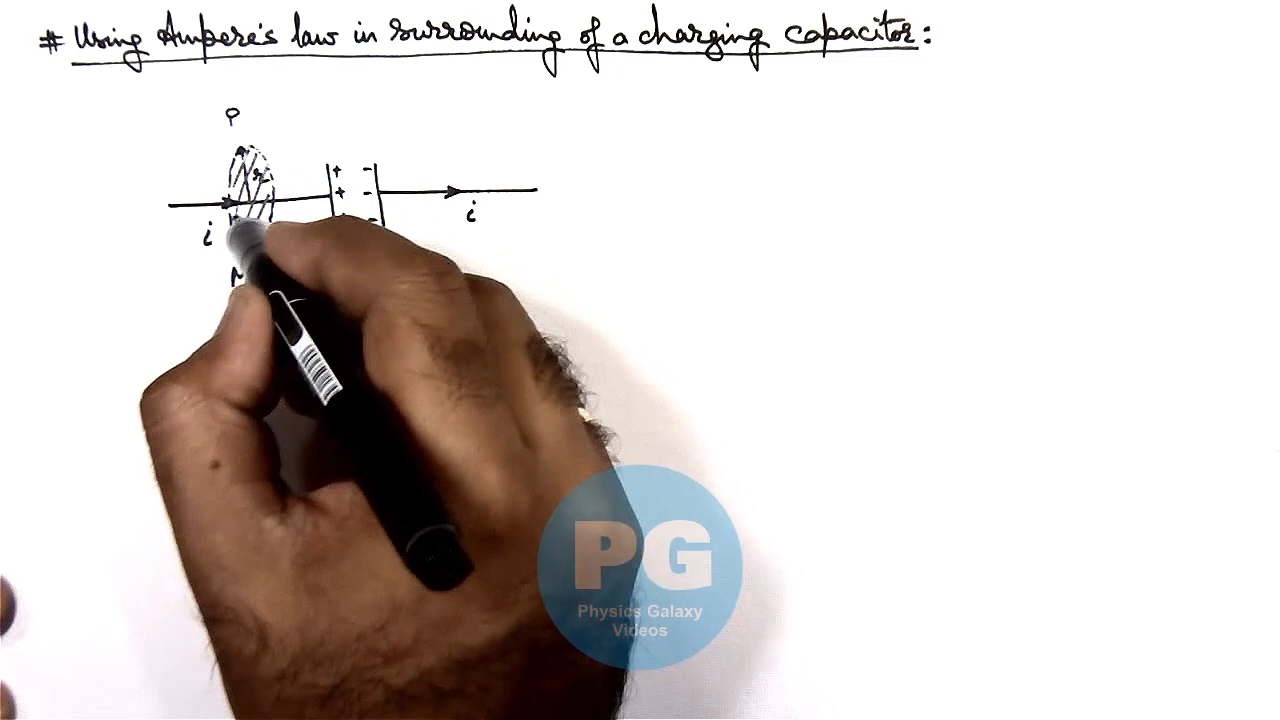 # Using Ampere's law in surrounding of a charging capacitor:
P
r
+ -
+ -
i
i
-
M
PG
Physics Galaxy
Videos